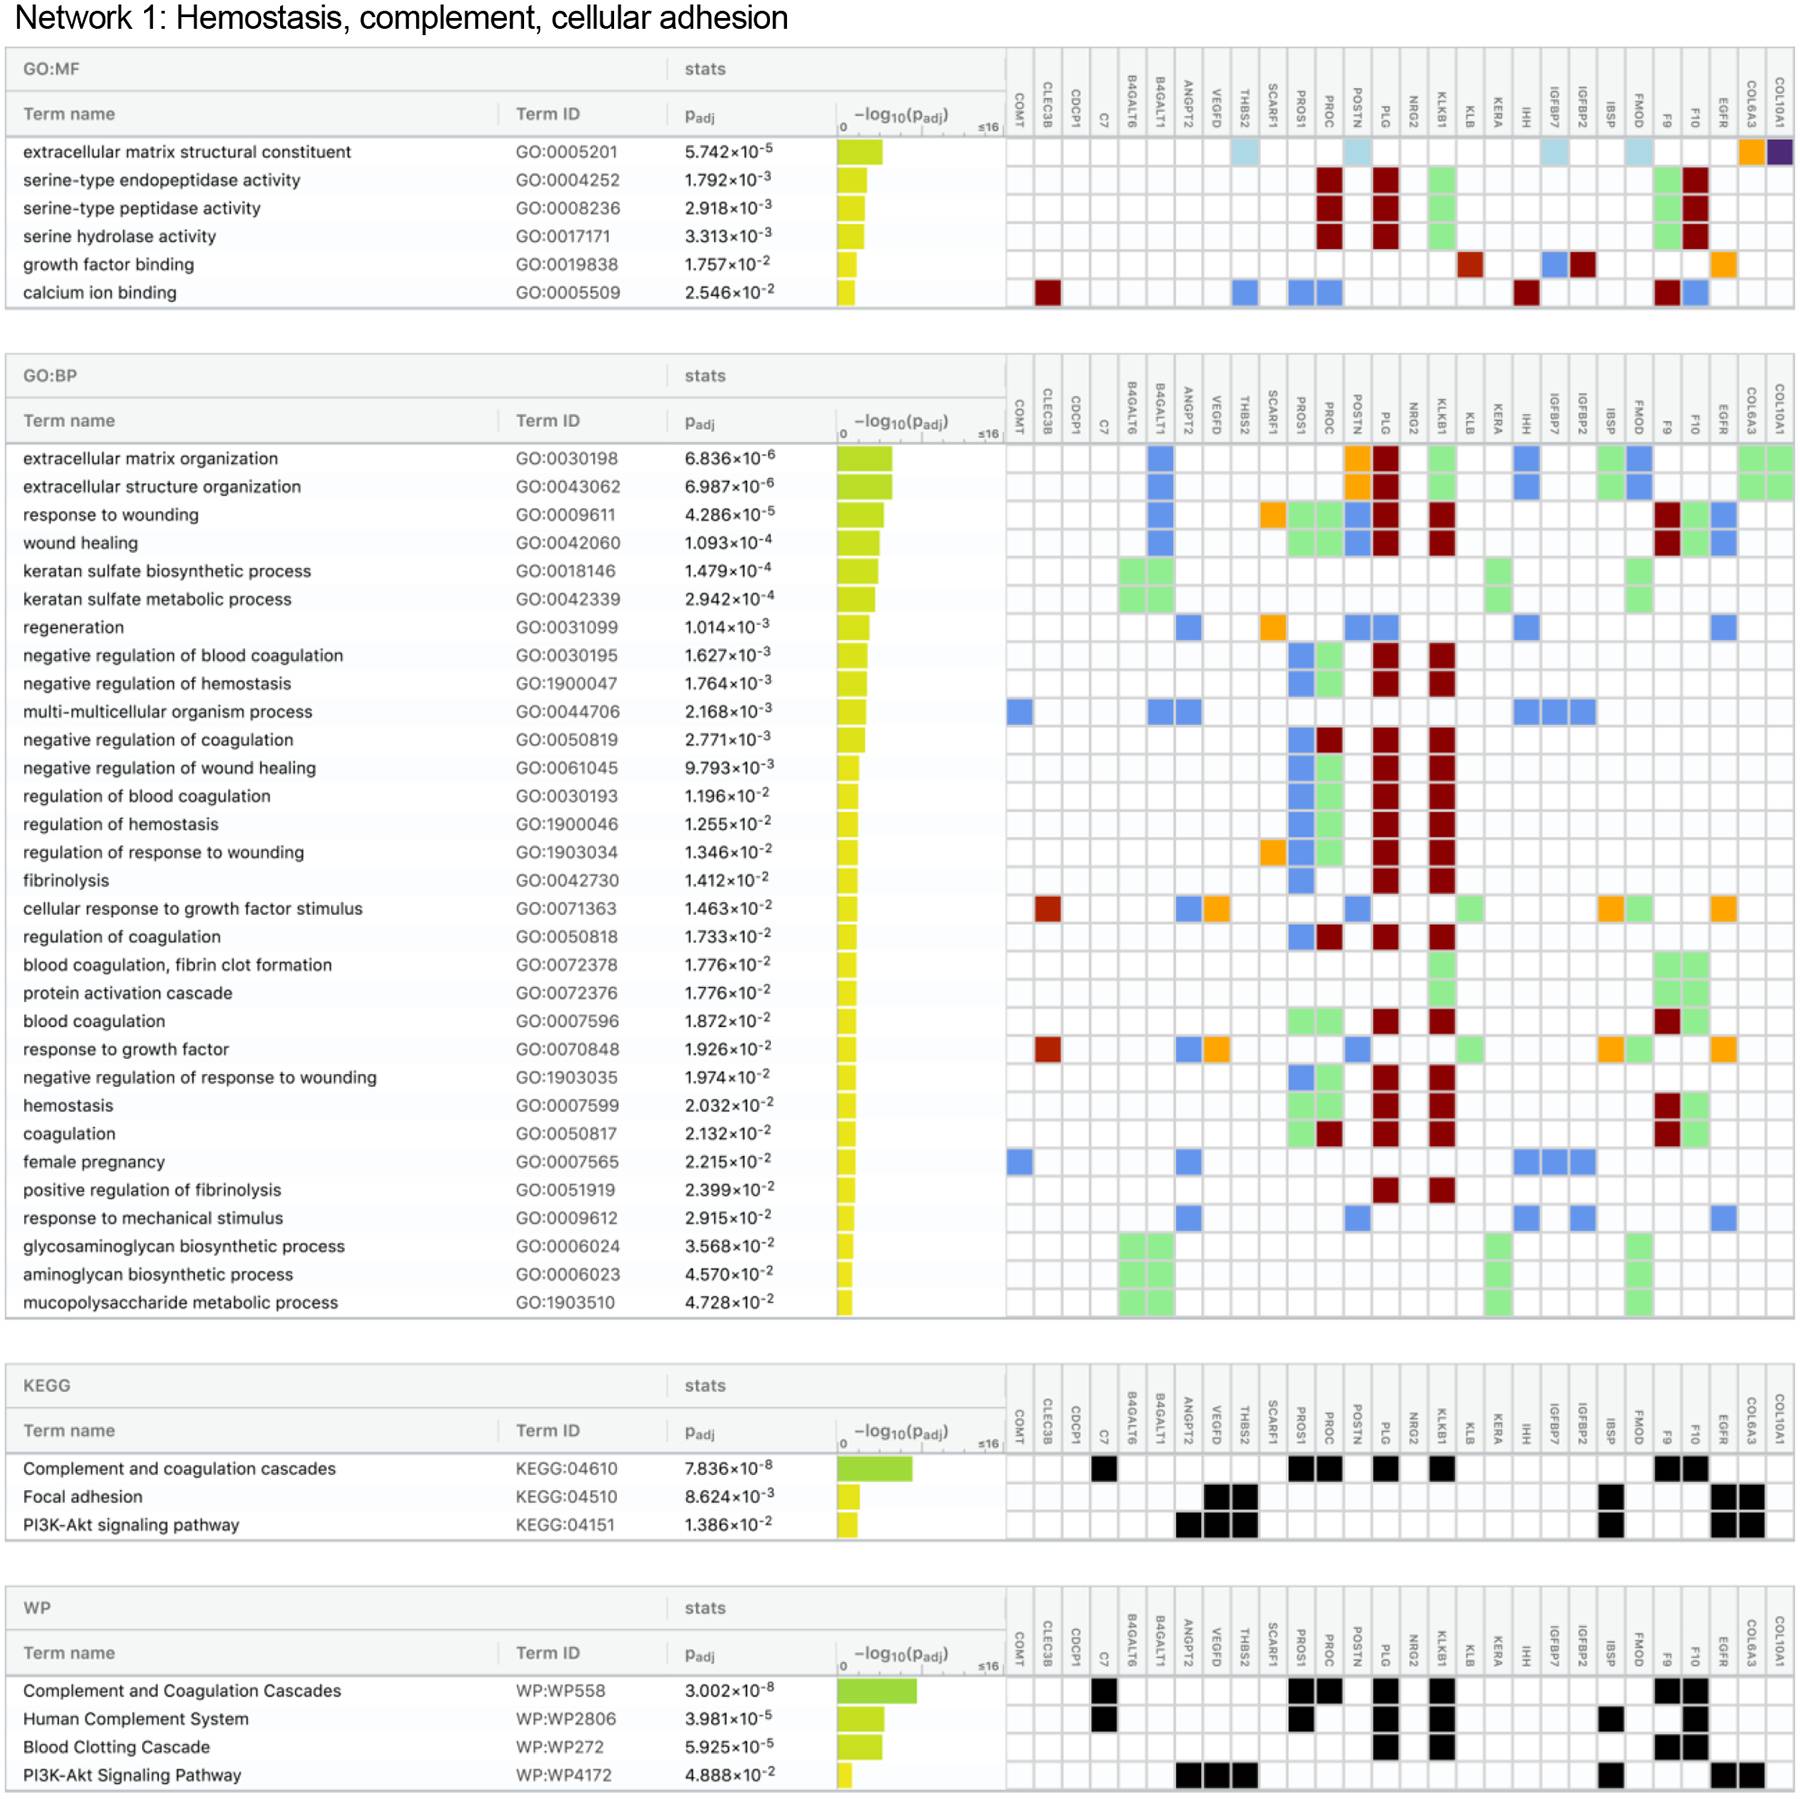 Network 1: Hemostasis, complement, cellular adhesion
GO:MF stats
Term name Term ID padj −log10(padj)
0 ≤16
COMT CLEC3B CDCP1 C7 B4GALT6 B4GALT1 ANGPT2 VEGFD THBS2 SCARF1 PROS1 PROC POSTN PLG NRG2 KLKB1 KLB KERA IHH IGFBP7 IGFBP2 IBSP FMOD F9 F10 EGFR COL6A3 COL10A1
extracellular matrix structural constituent GO:0005201 5.742×10-5
serine-type endopeptidase activity GO:0004252 1.792×10-3
serine-type peptidase activity GO:0008236 2.918×10-3
serine hydrolase activity GO:0017171 3.313×10-3
growth factor binding GO:0019838 1.757×10-2
calcium ion binding GO:0005509 2.546×10-2
GO:BP stats
Term name Term ID padj −log10(padj)
0 ≤16
COMT CLEC3B CDCP1 C7 B4GALT6 B4GALT1 ANGPT2 VEGFD THBS2 SCARF1 PROS1 PROC POSTN PLG NRG2 KLKB1 KLB KERA IHH IGFBP7 IGFBP2 IBSP FMOD F9 F10 EGFR COL6A3 COL10A1
extracellular matrix organization GO:0030198 6.836×10-6
extracellular structure organization GO:0043062 6.987×10-6
response to wounding GO:0009611 4.286×10-5
wound healing GO:0042060 1.093×10-4
keratan sulfate biosynthetic process GO:0018146 1.479×10-4
keratan sulfate metabolic process GO:0042339 2.942×10-4
regeneration GO:0031099 1.014×10-3
negative regulation of blood coagulation GO:0030195 1.627×10-3
negative regulation of hemostasis GO:1900047 1.764×10-3
multi-multicellular organism process GO:0044706 2.168×10-3
negative regulation of coagulation GO:0050819 2.771×10-3
negative regulation of wound healing GO:0061045 9.793×10-3
regulation of blood coagulation GO:0030193 1.196×10-2
regulation of hemostasis GO:1900046 1.255×10-2
regulation of response to wounding GO:1903034 1.346×10-2
fibrinolysis GO:0042730 1.412×10-2
cellular response to growth factor stimulus GO:0071363 1.463×10-2
regulation of coagulation GO:0050818 1.733×10-2
blood coagulation, fibrin clot formation GO:0072378 1.776×10-2
protein activation cascade GO:0072376 1.776×10-2
blood coagulation GO:0007596 1.872×10-2
response to growth factor GO:0070848 1.926×10-2
negative regulation of response to wounding GO:1903035 1.974×10-2
hemostasis GO:0007599 2.032×10-2
coagulation GO:0050817 2.132×10-2
female pregnancy GO:0007565 2.215×10-2
positive regulation of fibrinolysis GO:0051919 2.399×10-2
response to mechanical stimulus GO:0009612 2.915×10-2
glycosaminoglycan biosynthetic process GO:0006024 3.568×10-2
aminoglycan biosynthetic process GO:0006023 4.570×10-2
mucopolysaccharide metabolic process GO:1903510 4.728×10-2
KEGG stats
Term name Term ID padj −log10(padj)
0 ≤16
COMT CLEC3B CDCP1 C7 B4GALT6 B4GALT1 ANGPT2 VEGFD THBS2 SCARF1 PROS1 PROC POSTN PLG NRG2 KLKB1 KLB KERA IHH IGFBP7 IGFBP2 IBSP FMOD F9 F10 EGFR COL6A3 COL10A1
Complement and coagulation cascades KEGG:04610 7.836×10-8
Focal adhesion KEGG:04510 8.624×10-3
PI3K-Akt signaling pathway KEGG:04151 1.386×10-2
WP stats
Term name Term ID padj −log10(padj)
0 ≤16
COMT CLEC3B CDCP1 C7 B4GALT6 B4GALT1 ANGPT2 VEGFD THBS2 SCARF1 PROS1 PROC POSTN PLG NRG2 KLKB1 KLB KERA IHH IGFBP7 IGFBP2 IBSP FMOD F9 F10 EGFR COL6A3 COL10A1
Complement and Coagulation Cascades WP:WP558 3.002×10-8
Human Complement System WP:WP2806 3.981×10-5
Blood Clotting Cascade WP:WP272 5.925×10-5
PI3K-Akt Signaling Pathway WP:WP4172 4.888×10-2